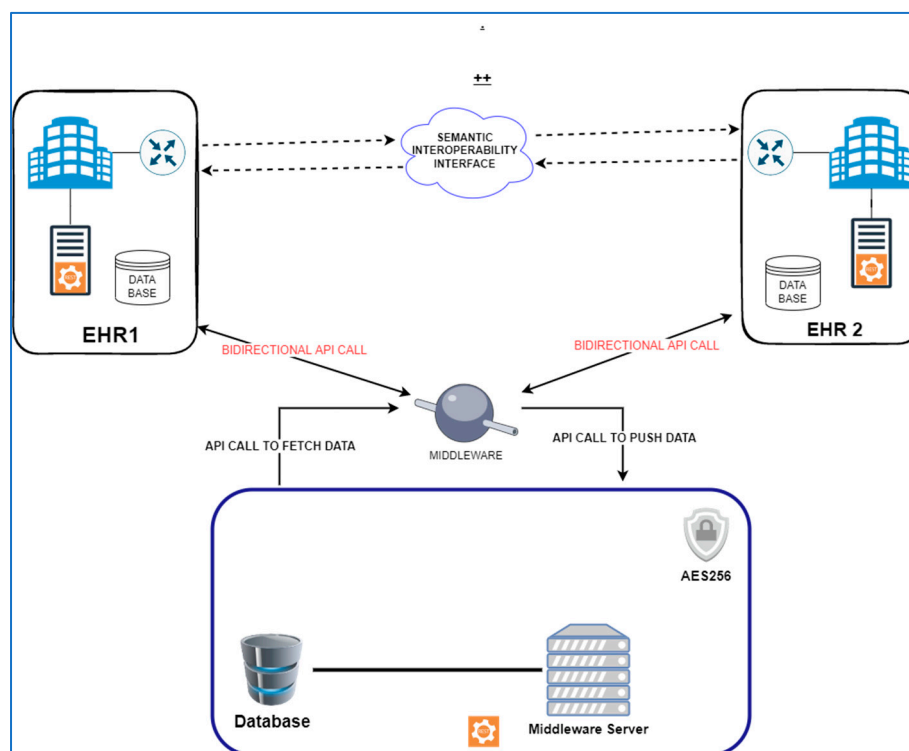 .
++
SEMANTIC
INTEROPERABILITY
INTERFACE
DATA
BASE
EHR1
DATA
BASE
EHR 2
BIDIRECTIONAL API CALL
BIDIRECTIONAL API CALL
API CALL TO FETCH DATA
API CALL TO PUSH DATA
MIDDLEWARE
AES256
Database
Middleware Server